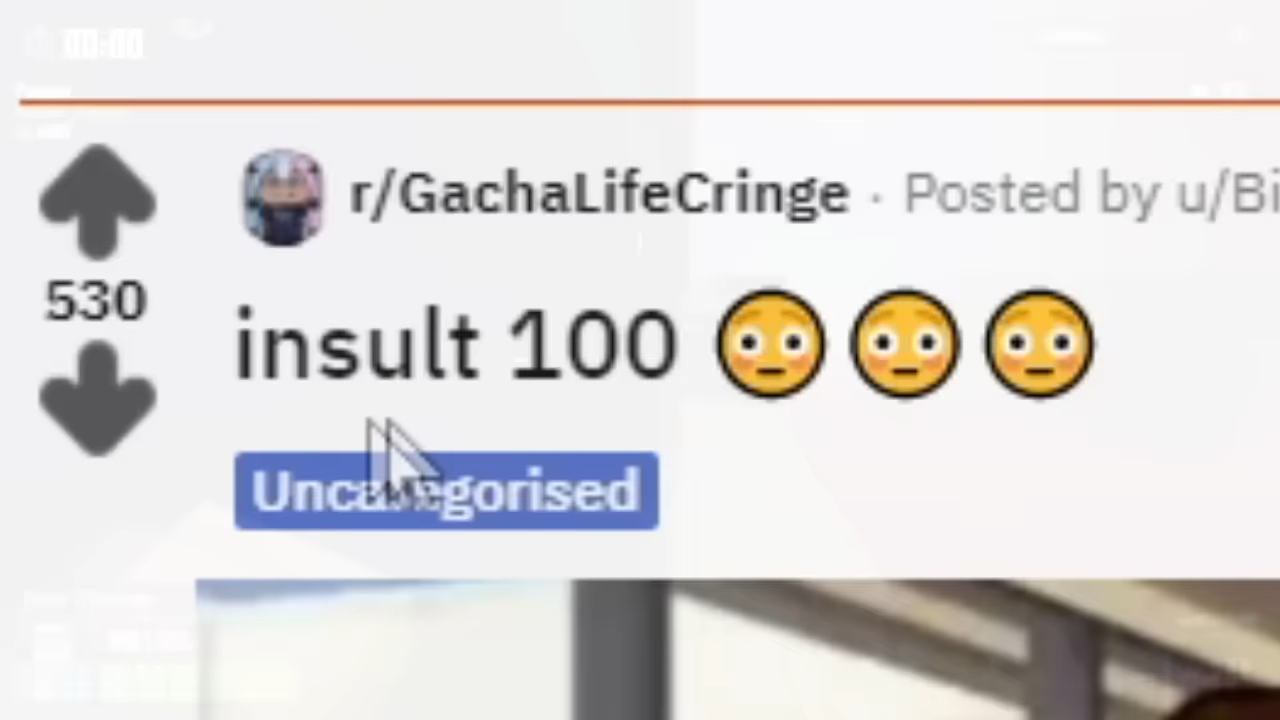 r/GachaLifeCringe · Posted by u/Bi
530
insult 100 😳😳😳
Uncategorised